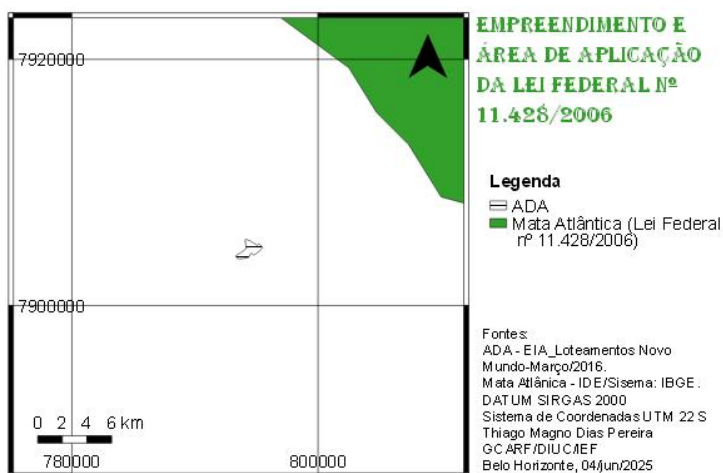 EMPREENDIMENTO E
ÁREA DE APLICAÇÃO
DA LEI FEDERAL Nº
11.428/2006
7920000
7900000
0 2 4 6 km
780000
800000
Legenda
ADA
Mata Atlântica (Lei Federal
nº 11.428/2006)
Fontes:
ADA - EIA_Loteamentos Novo
Mundo-Março/2016.
Mata Atlânica - IDE/Sisema: IBGE.
DATUM SIRGAS 2000
Sistema de Coordenadas UTM 22 S
Thiago Magno Dias Pereira
GCARF/DIUC/IEF
Belo Horizonte, 04/jun/2025